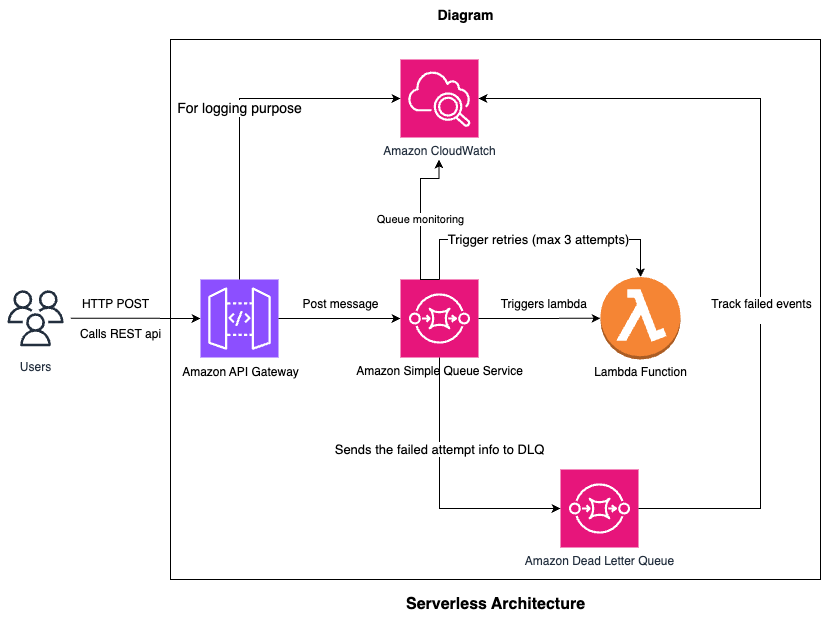 Diagram
For logging purpose
Amazon CloudWatch
Queue monitoring
Trigger retries (max 3 attempts)
HTTP POST
Calls REST api
Post message
Triggers lambda
Track failed events
Users
Amazon API Gateway
Amazon Simple Queue Service
Lambda Function
Sends the failed attempt info to DLQ
Amazon Dead Letter Queue
Serverless Architecture